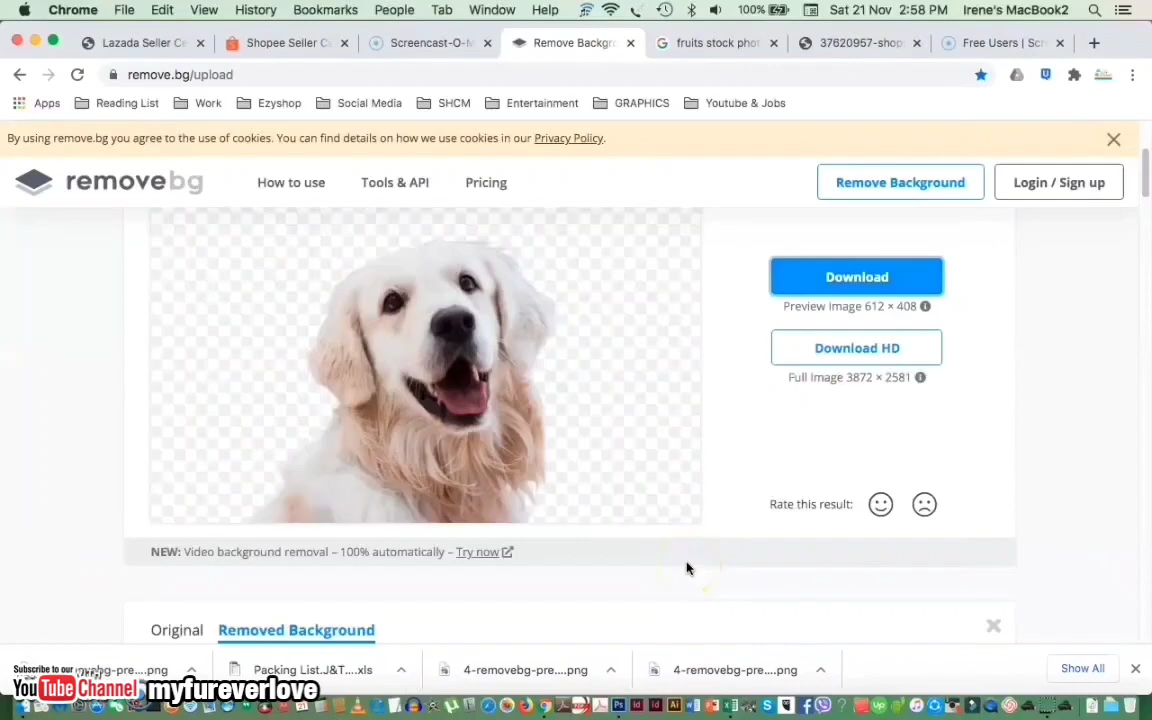 Chrome File Edit View History Bookmarks People Tab Window Help 100% Sat 21 Nov 2:58 PM Irene's MacBook2
Lazada Seller Ce Shopee Seller C Screencast-O-M Remove Backgro fruits stock phot 37620957-shop Free Users | Scr
remove.bg/upload
Apps Reading List Work Ezyshop Social Media SHCM Entertainment GRAPHICS Youtube & Jobs
By using remove.bg you agree to the use of cookies. You can find details on how we use cookies in our Privacy Policy.
removebg How to use Tools & API Pricing Remove Background Login / Sign up
Download
Preview Image 612 × 408
Download HD
Full Image 3872 × 2581
Rate this result:
NEW: Video background removal – 100% automatically – Try now
Original Removed Background
Packing List.J&T....xls 4-removebg-pre....png 4-removebg-pre....png Show All
Subscribe to our
YouTube Channel myfureverlove